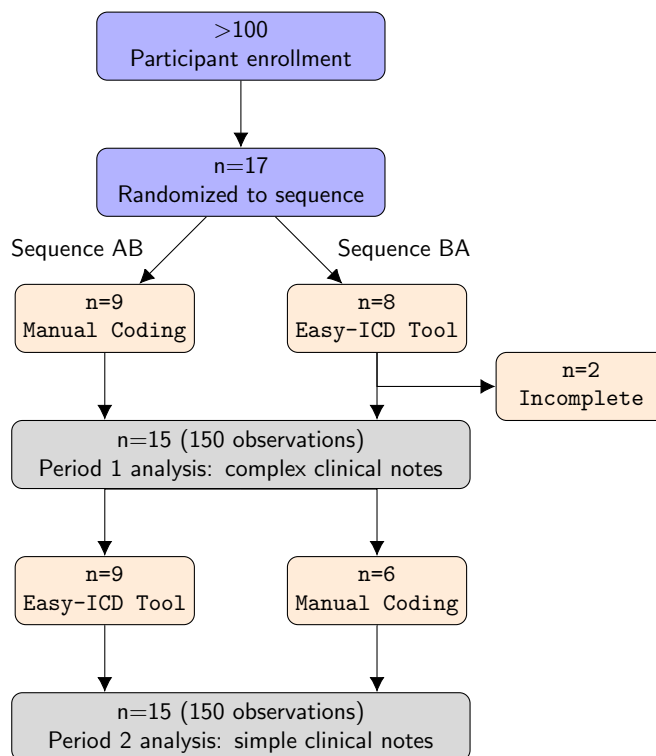 >100
Participant enrollment
n=17
Randomized to sequence
Sequence AB
Sequence BA
n=9
Manual Coding
n=8
Easy-ICD Tool
n=2
Incomplete
n=15 (150 observations)
Period 1 analysis: complex clinical notes
n=9
Easy-ICD Tool
n=6
Manual Coding
n=15 (150 observations)
Period 2 analysis: simple clinical notes